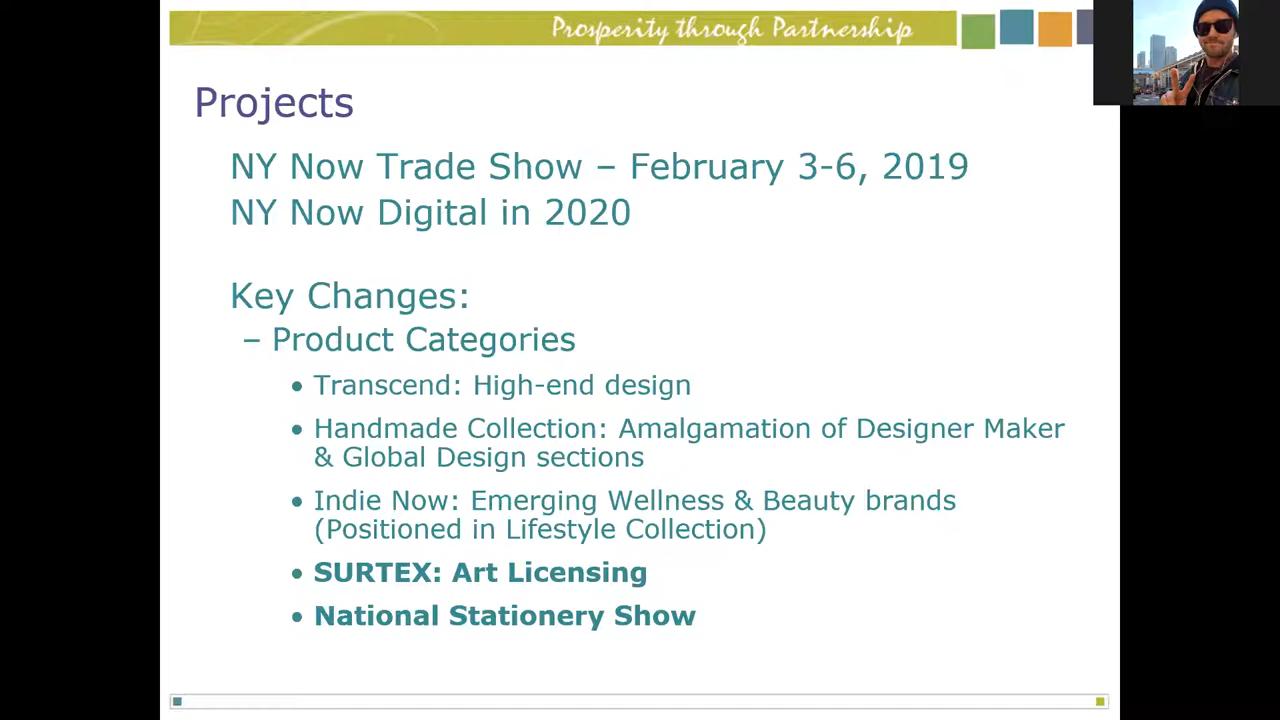 Prosperity through Partnership
Projects
NY Now Trade Show – February 3-6, 2019
NY Now Digital in 2020
Key Changes:
– Product Categories
• Transcend: High-end design
• Handmade Collection: Amalgamation of Designer Maker
& Global Design sections
• Indie Now: Emerging Wellness & Beauty brands
(Positioned in Lifestyle Collection)
• SURTEX: Art Licensing
• National Stationery Show